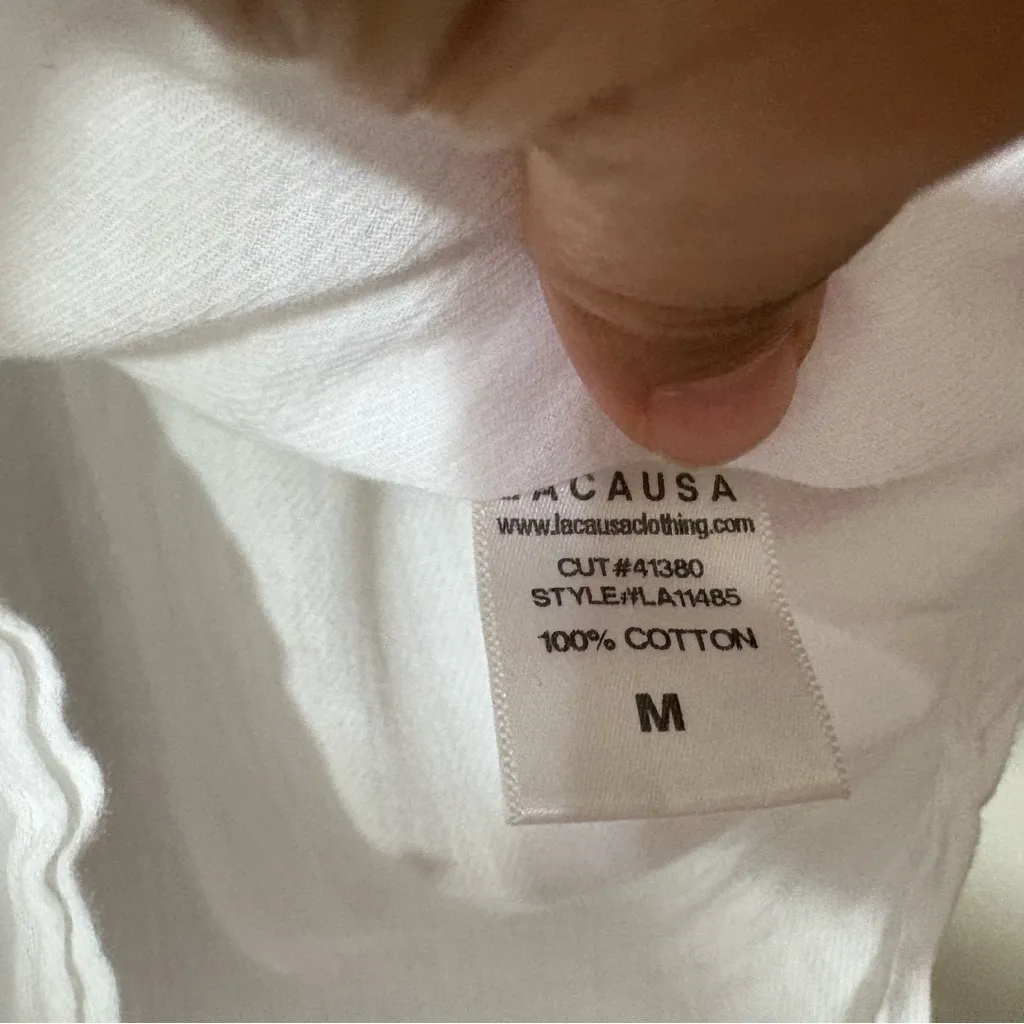 LACAUSA
www.lacausaclothing.com
CUT#41380
STYLE#LA11485
100% COTTON
M